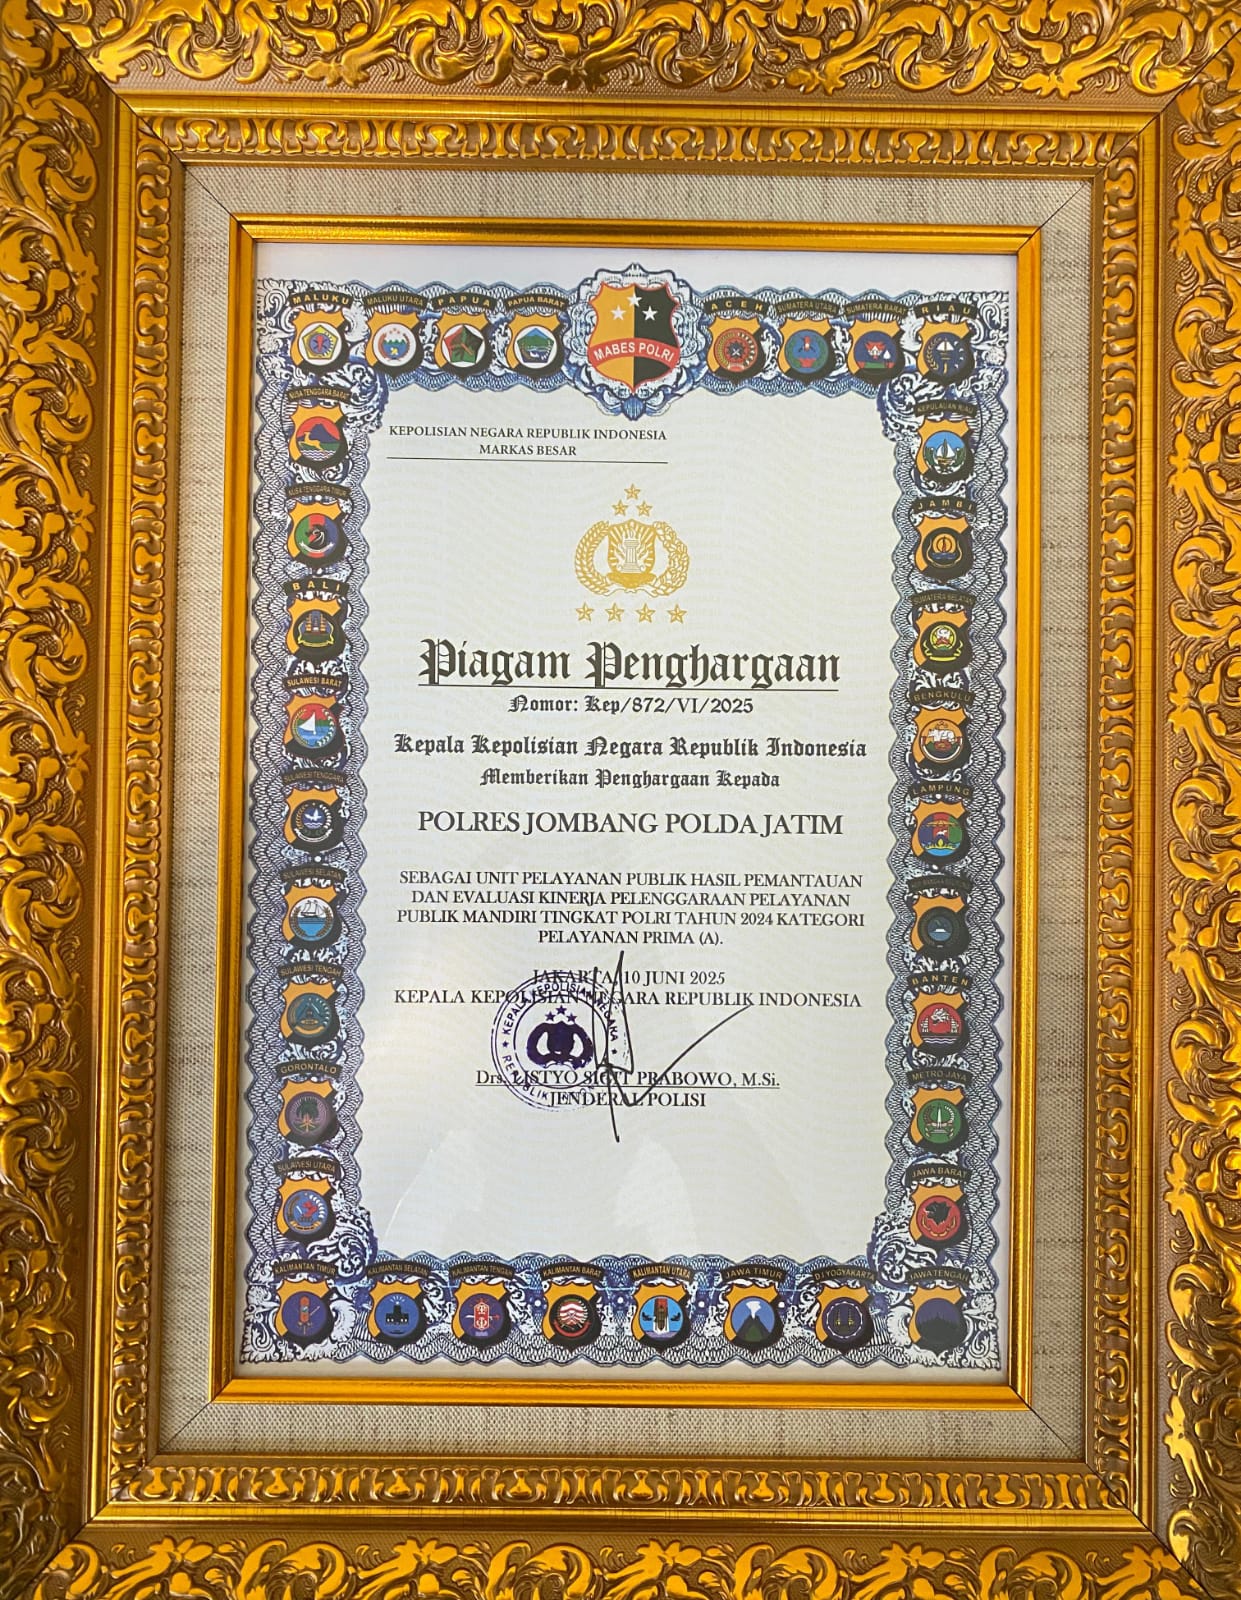 MALUKU
MALUKU UTARA
PAPUA
PAPUA BARAT
MABES POLRI
ACEH
SUMATERA UTARA
SUMATERA BARAT
RIAU
NUSA TENGGARA BARAT
KEPULAUAN RIAU
KEPOLISIAN NEGARA REPUBLIK INDONESIA
MARKAS BESAR
NUSA TENGGARA TIMUR
JAMBI
BALI
SUMATERA SELATAN
Piagam Penghargaan
Nomor: Kep/872/VI/2025
SULAWESI BARAT
BENGKULU
Kepala Kepolisian Negara Republik Indonesia
Memberikan Penghargaan Kepada
SULAWESI TENGGARA
LAMPUNG
POLRES JOMBANG POLDA JATIM
SULAWESI SELATAN
SEBAGAI UNIT PELAYANAN PUBLIK HASIL PEMANTAUAN
DAN EVALUASI KINERJA PELENGGARAAN PELAYANAN
PUBLIK MANDIRI TINGKAT POLRI TAHUN 2024 KATEGORI
PELAYANAN PRIMA (A).
SULAWESI TENGAH
BANTEN
JAKARTA, 10 JUNI 2025
KEPALA KEPOLISIAN NEGARA REPUBLIK INDONESIA
KEPALA KEPOLISIAN NEGARA
REPUBLIK
GORONTALO
METRO JAYA
Drs. LISTYO SIGIT PRABOWO, M.Si.
JENDERAL POLISI
SULAWESI UTARA
JAWA BARAT
KALIMANTAN TIMUR
KALIMANTAN SELATAN
KALIMANTAN TENGAH
KALIMANTAN BARAT
KALIMANTAN UTARA
JAWA TIMUR
D.I YOGYAKARTA
JAWA TENGAH